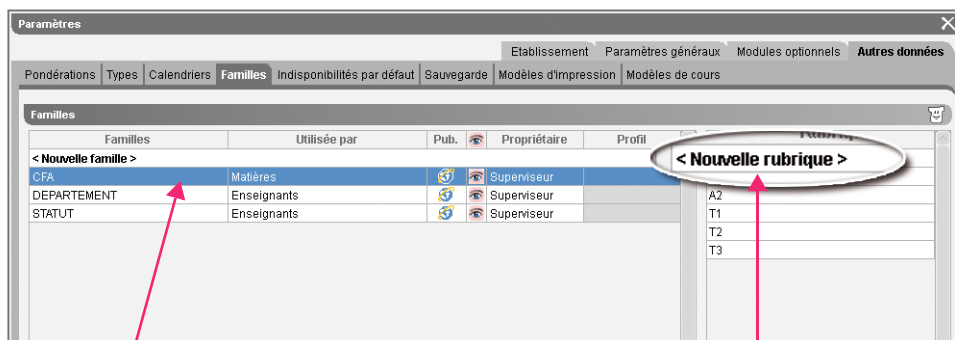 Paramètres
Etablissement Paramètres généraux Modules optionnels Autres données
Pondérations Types Calendriers Familles Indisponibilités par défaut Sauvegarde Modèles d'impression Modèles de cours
Familles
Familles Utilisée par Pub. Propriétaire Profil
< Nouvelle famille > < Nouvelle rubrique >
CFA Matières Superviseur
DEPARTEMENT Enseignants Superviseur A2
STATUT Enseignants Superviseur T1
T2
T3